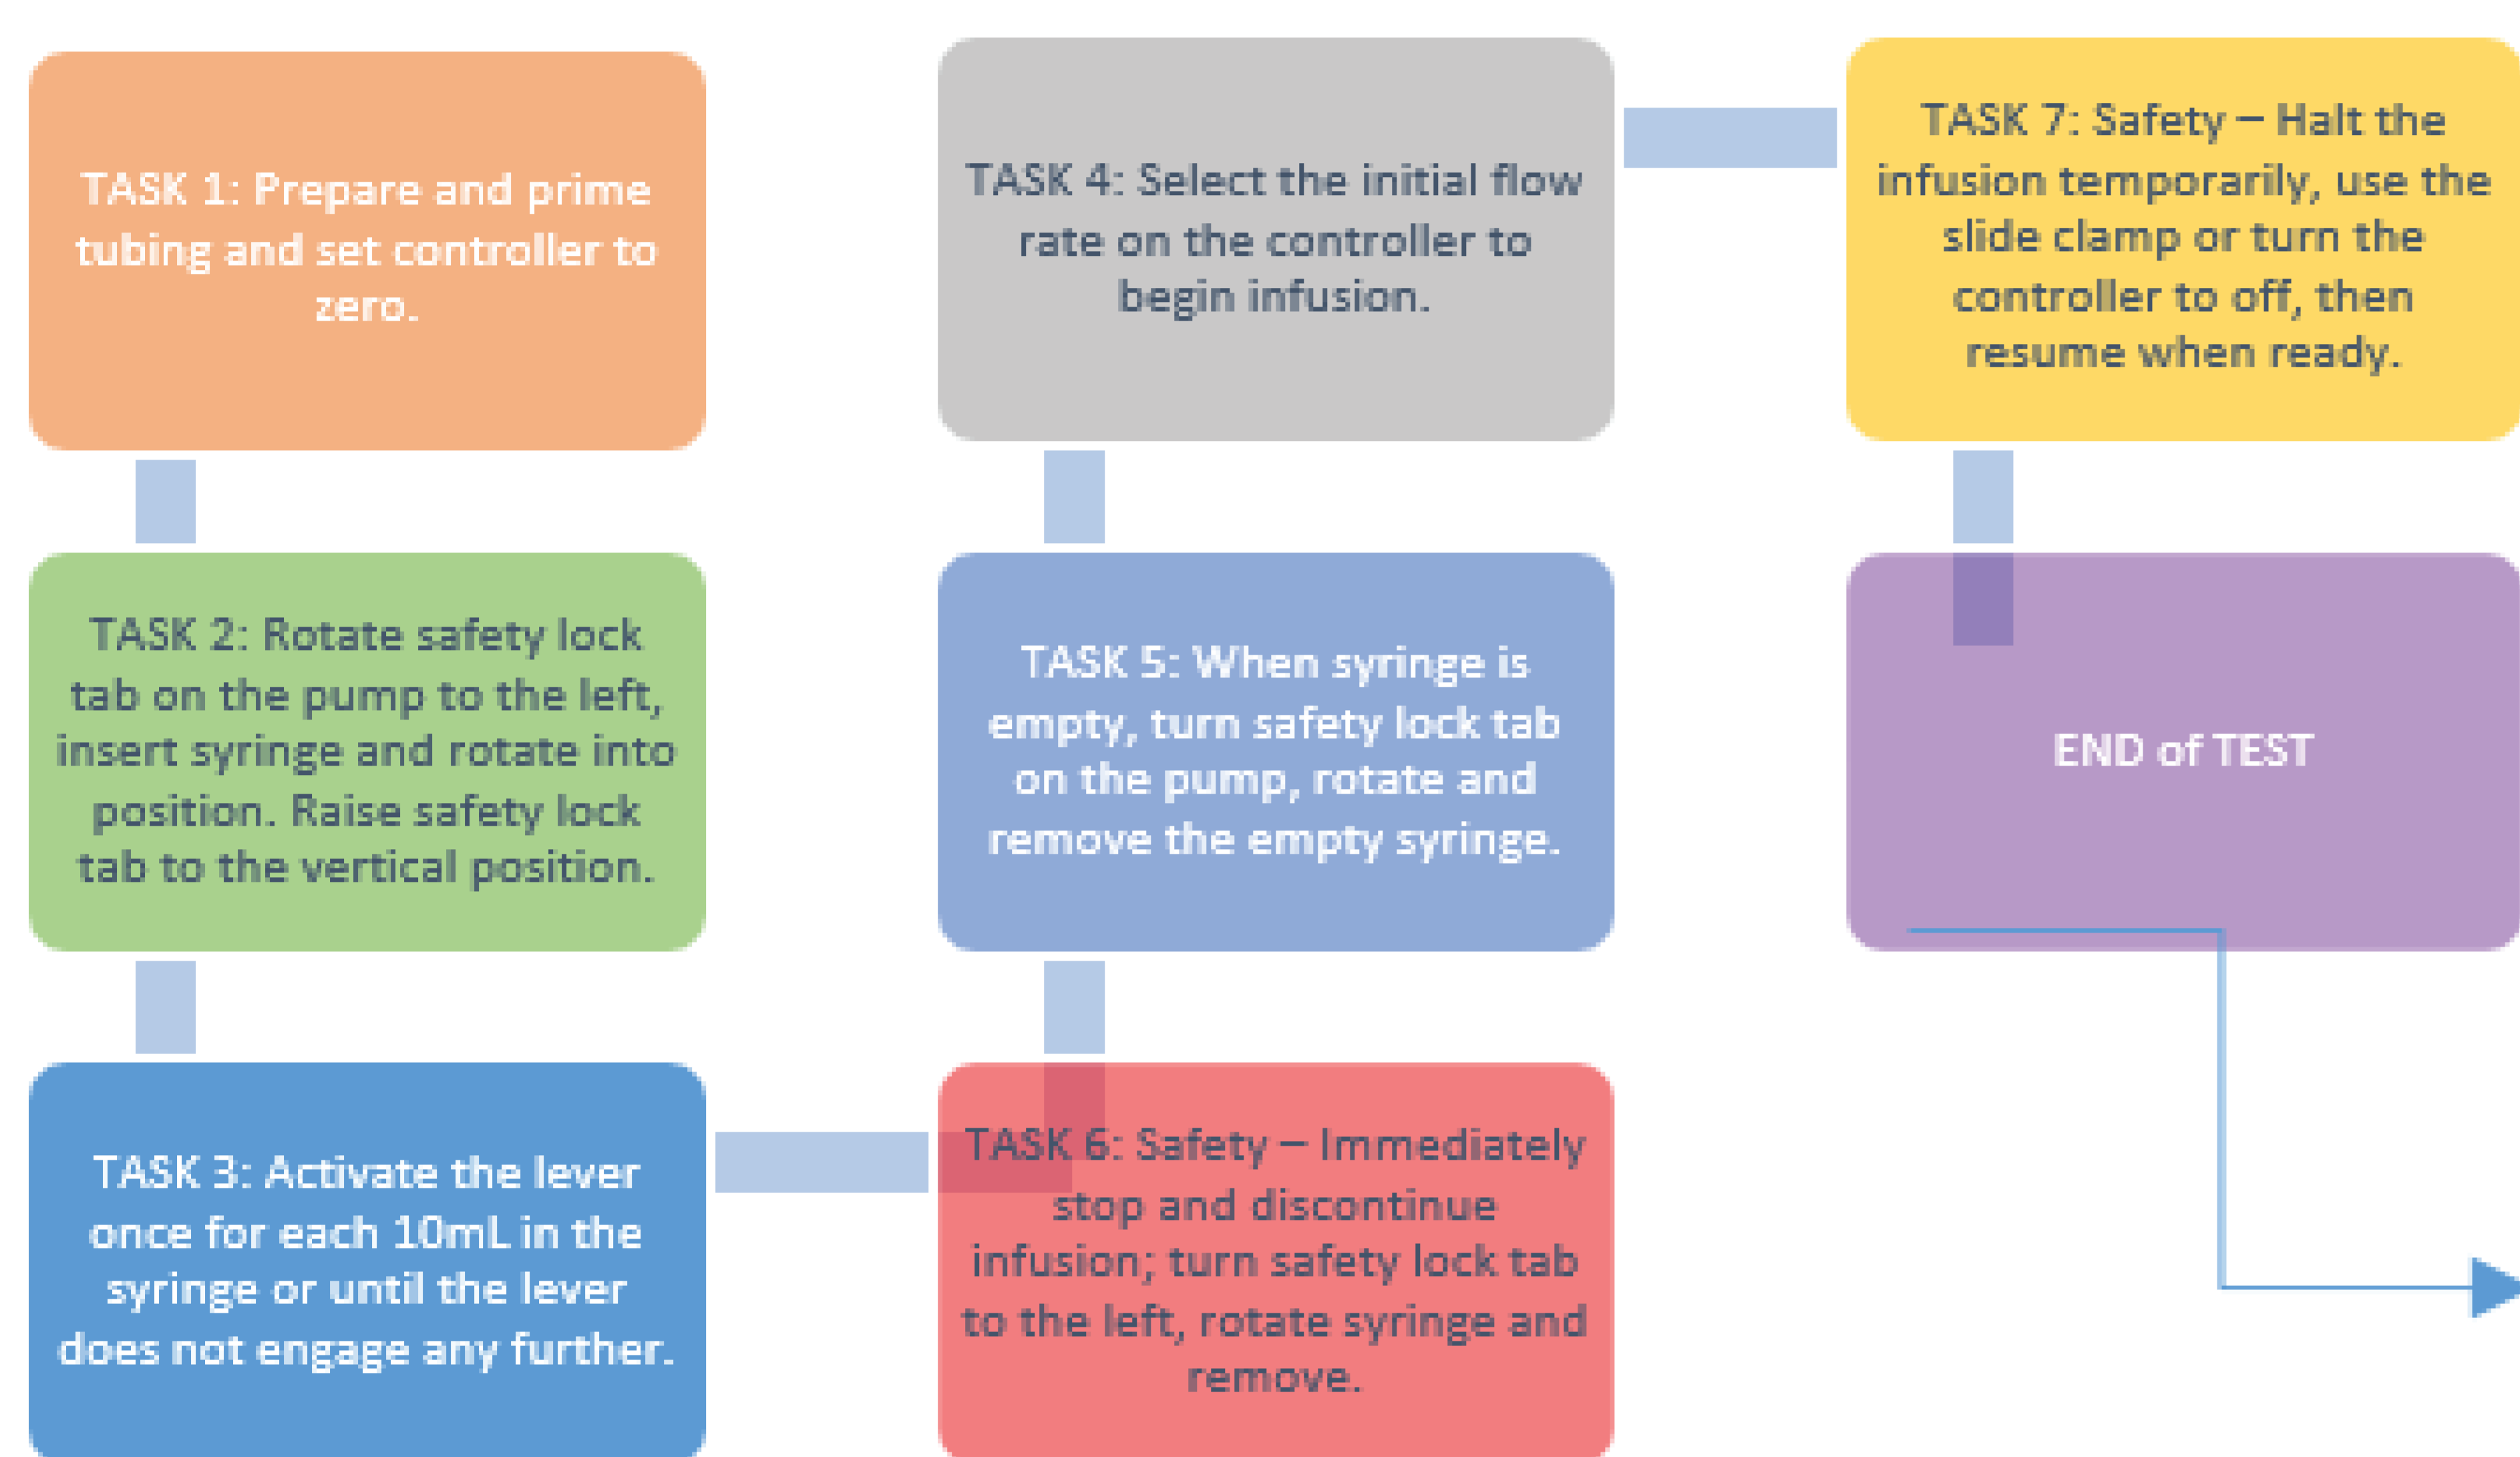 TASK 1: Prepare and prime
tubing and set controller to
zero.
TASK 2: Rotate safety lock
tab on the pump to the left,
insert syringe and rotate into
position. Raise safety lock
tab to the vertical position.
TASK 3: Activate the lever
once for each 10mL in the
syringe or until the lever
does not engage any further.
TASK 4: Select the initial flow
rate on the controller to
begin infusion.
TASK 5: When syringe is
empty, turn safety lock tab
on the pump, rotate and
remove the empty syringe.
TASK 6: Safety – Immediately
stop and discontinue
infusion; turn safety lock tab
to the left, rotate syringe and
remove.
TASK 7: Safety – Halt the
infusion temporarily, use the
slide clamp or turn the
controller to off, then
resume when ready.
END of TEST